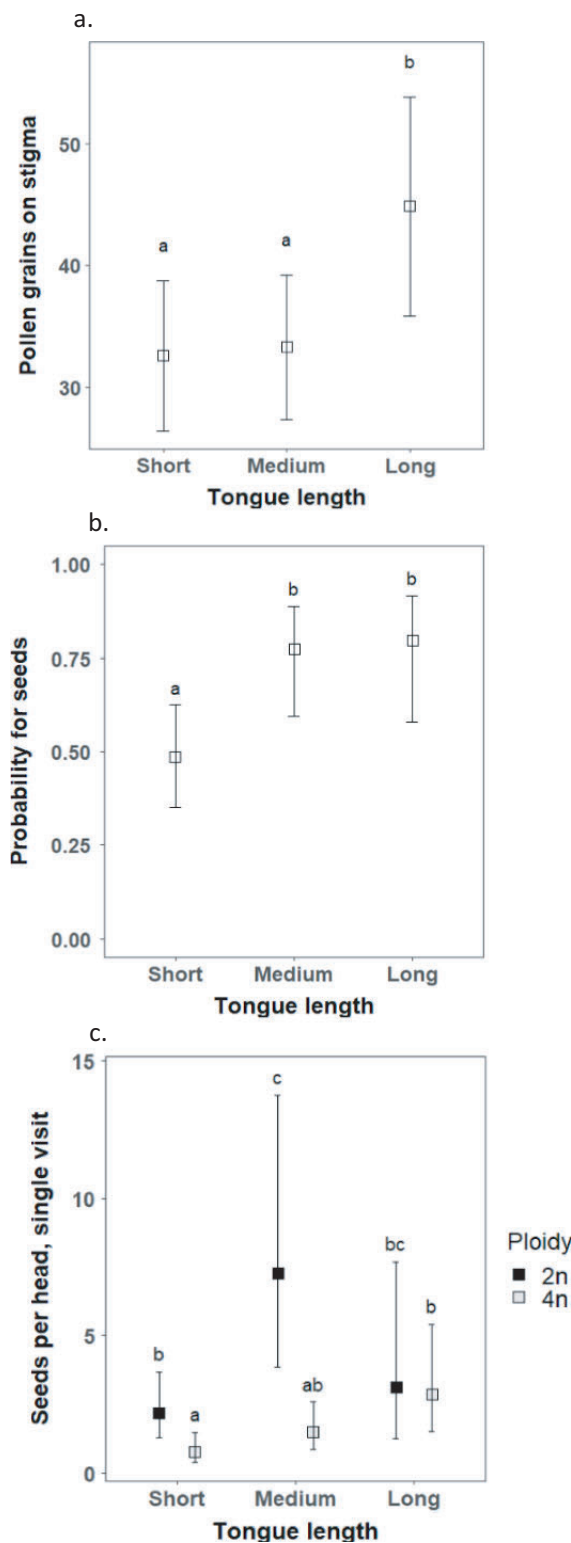 a.
Pollen grains on stigma
50
40
30
b
a
a
Short Medium Long
Tongue length
b.
Probability for seeds
1.00
0.75
0.50
0.25
0.00
b
b
a
Short Medium Long
Tongue length
c.
Seeds per head, single visit
15
10
5
0
c
bc
b
b
ab
a
Short Medium Long
Tongue length
Ploidy
2n
4n